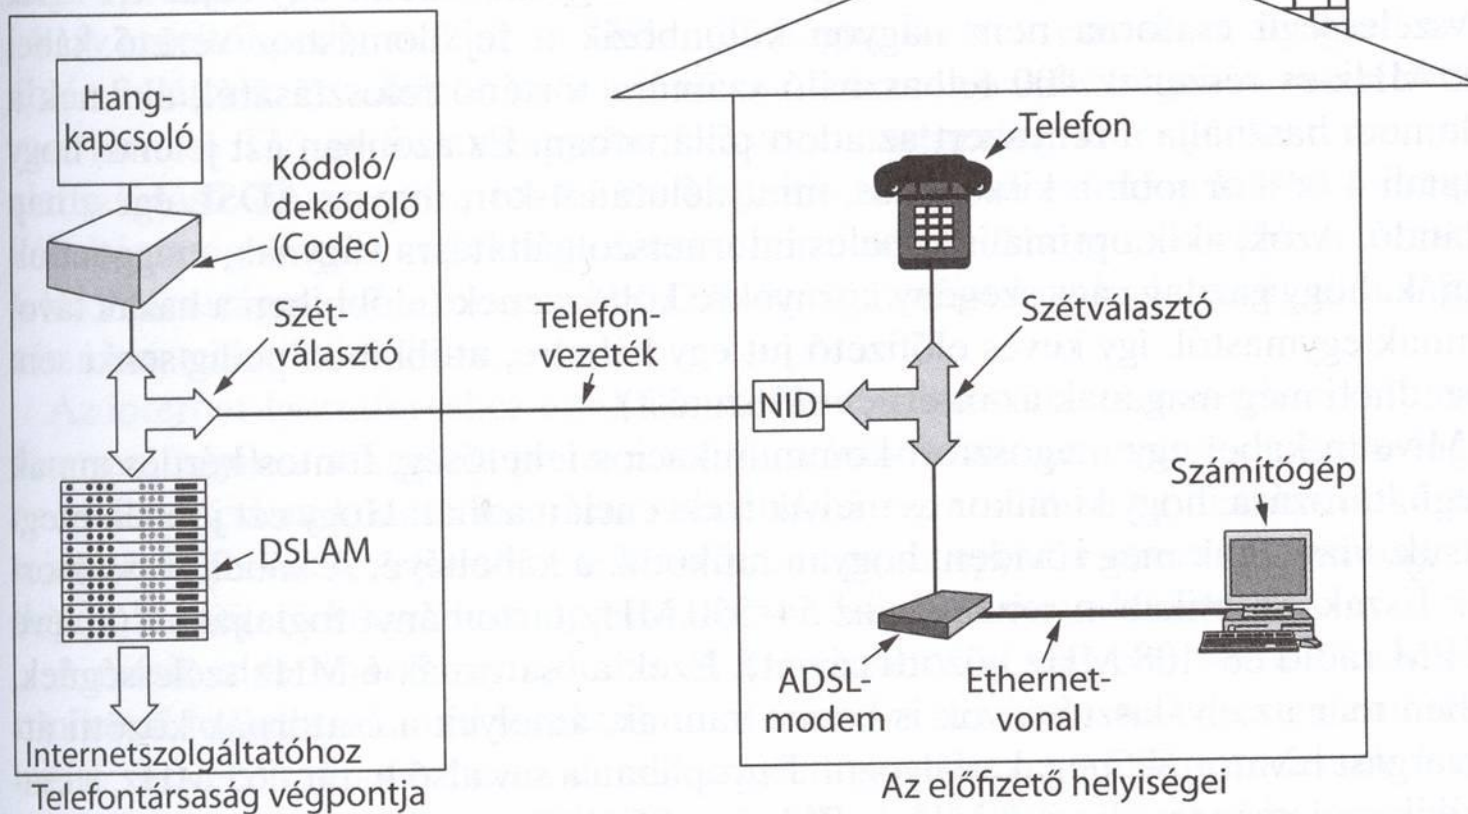 Hang-
kapcsoló
Kódoló/
dekódoló
(Codec)
Szét-
választó
DSLAM
Internetszolgáltatóhoz
Telefontársaság végpontja
Telefon-
vezeték
Telefon
Szétválasztó
NID
Számítógép
ADSL-
modem
Ethernet-
vonal
Az előfizető helyiségei